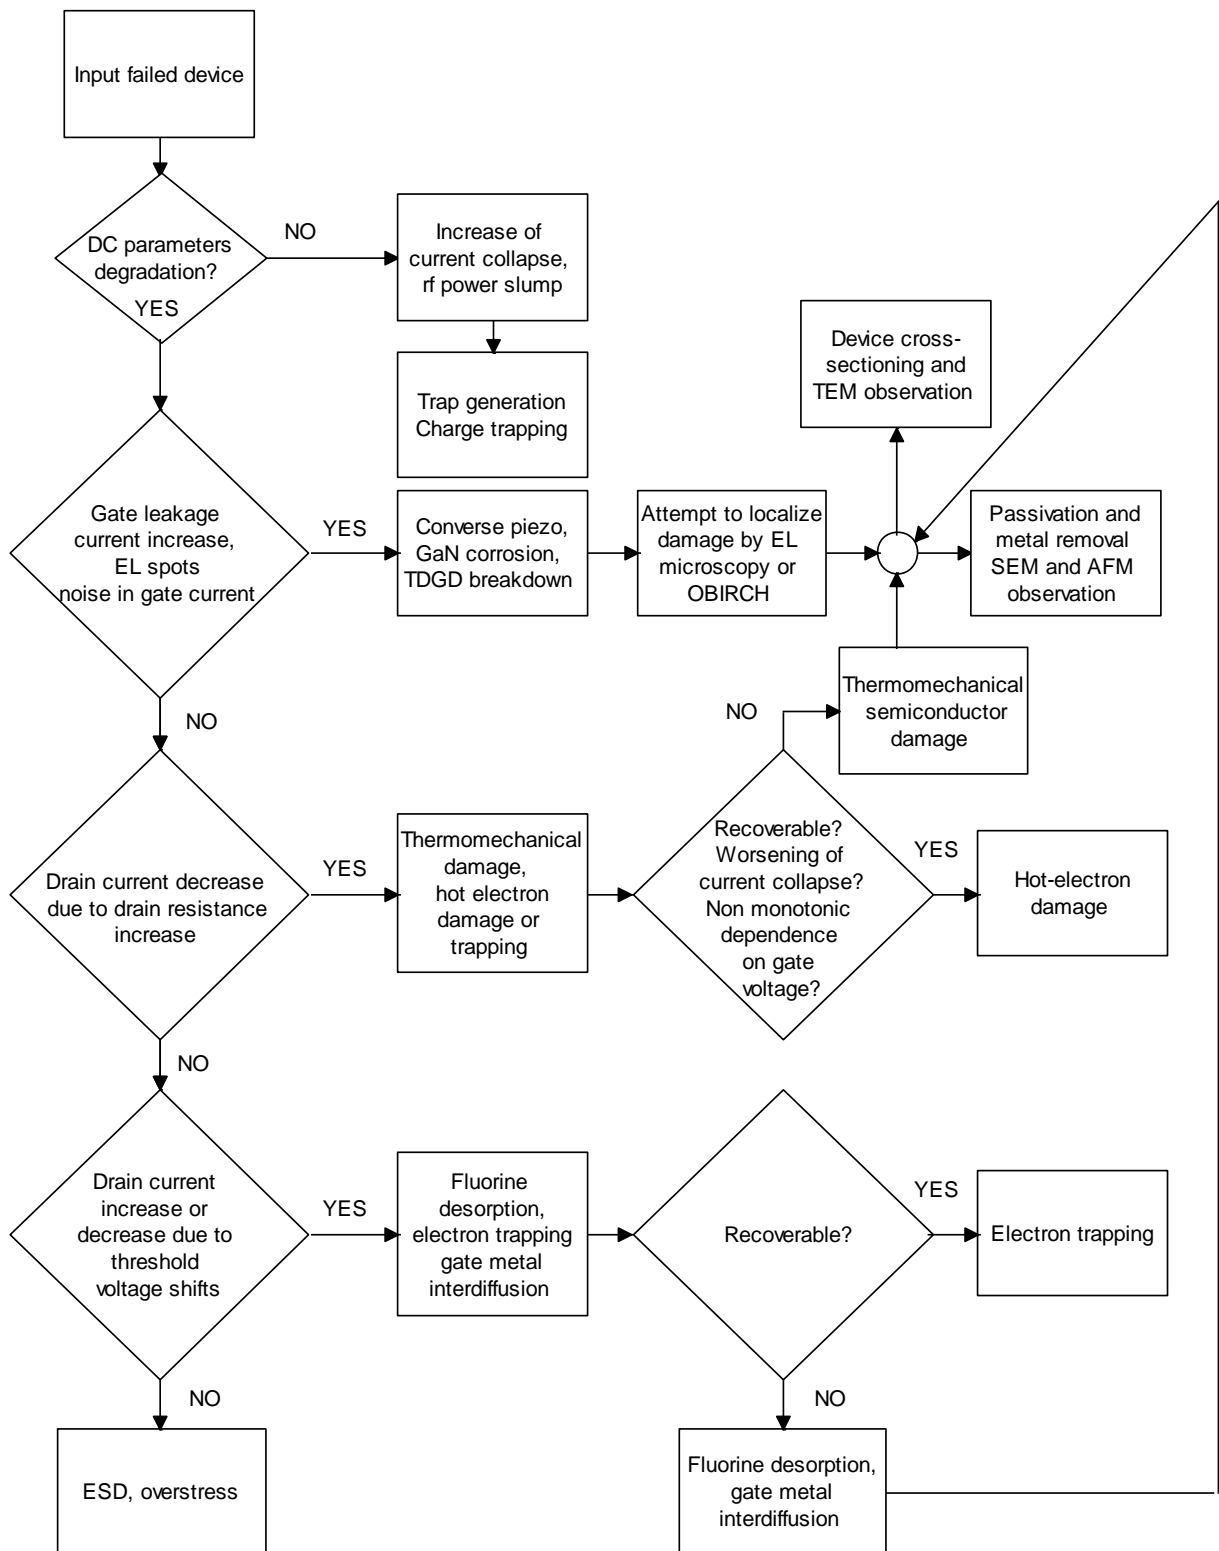 Input failed device
DC parameters
degradation?
YES
NO
Increase of
current collapse,
rf power slump
Trap generation
Charge trapping
Device cross-
sectioning and
TEM observation
Gate leakage
current increase,
EL spots
noise in gate current
YES
Converse piezo,
GaN corrosion,
TDGD breakdown
Attempt to localize
damage by EL
microscopy or
OBIRCH
Passivation and
metal removal
SEM and AFM
observation
NO
Thermomechanical
semiconductor
damage
NO
Drain current decrease
due to drain resistance
increase
YES
Thermomechanical
damage,
hot electron
damage or
trapping
Recoverable?
Worsening of
current collapse?
Non monotonic
dependence
on gate
voltage?
YES
Hot-electron
damage
NO
Drain current
increase or
decrease due to
threshold
voltage shifts
YES
Fluorine
desorption,
electron trapping
gate metal
interdiffusion
Recoverable?
YES
Electron trapping
NO
ESD, overstress
NO
Fluorine desorption,
gate metal
interdiffusion